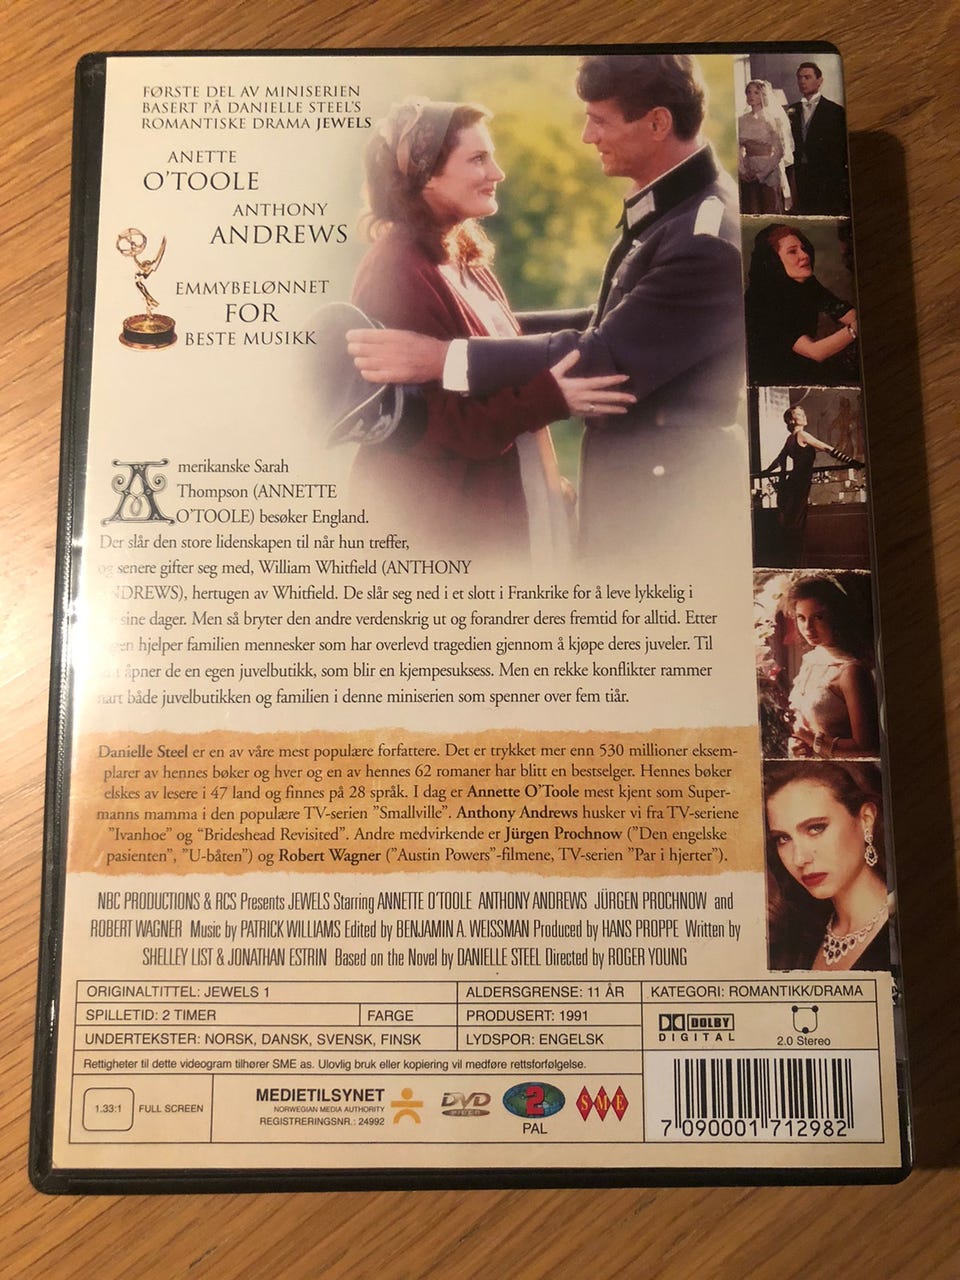 FØRSTE DEL AV MINISERIEN
BASERT PÅ DANIELLE STEEL'S
ROMANTISKE DRAMA JEWELS
ANETTE
O'TOOLE
ANTHONY
ANDREWS
EMMYBELØNNET
FOR
BESTE MUSIKK
Amerikanske Sarah
Thompson (ANNETTE
O'TOOLE) besøker England.
Der slår den store lidenskapen til når hun treffer,
og senere gifter seg med, William Whitfield (ANTHONY
ANDREWS), hertugen av Whitfield. De slår seg ned i et slott i Frankrike for å leve lykkelig i
sine dager. Men så bryter den andre verdenskrig ut og forandrer deres fremtid for alltid. Etter
hjelper familien mennesker som har overlevd tragedien gjennom å kjøpe deres juveler. Til
åpner de en egen juvelbutikk, som blir en kjempesuksess. Men en rekke konflikter rammer
snart både juvelbutikken og familien i denne miniserien som spenner over fem tiår.
Danielle Steel er en av våre mest populære forfattere. Det er trykket mer enn 530 millioner eksem-
plarer av hennes bøker og hver og en av hennes 62 romaner har blitt en bestselger. Hennes bøker
elskes av lesere i 47 land og finnes på 28 språk. I dag er Annette O'Toole mest kjent som Super-
manns mamma i den populære TV-serien "Smallville". Anthony Andrews husker vi fra TV-seriene
"Ivanhoe" og "Brideshead Revisited". Andre medvirkende er Jürgen Prochnow ("Den engelske
pasienten", "U-båten") og Robert Wagner ("Austin Powers"-filmene, TV-serien "Par i hjerter").
NBC PRODUCTIONS & RCS Presents JEWELS Starring ANNETTE O'TOOLE ANTHONY ANDREWS JÜRGEN PROCHNOW and
ROBERT WAGNER Music by PATRICK WILLIAMS Edited by BENJAMIN A. WEISSMAN Produced by HANS PROPPE Written by
SHELLEY LIST & JONATHAN ESTRIN Based on the Novel by DANIELLE STEEL Directed by ROGER YOUNG
ORIGINALTITTEL: JEWELS 1 ALDERSGRENSE: 11 ÅR KATEGORI: ROMANTIKK/DRAMA
SPILLETID: 2 TIMER FARGE PRODUSERT: 1991
UNDERTEKSTER: NORSK, DANSK, SVENSK, FINSK LYDSPOR: ENGELSK
DOLBY
DIGITAL
2.0 Stereo
Rettigheter til dette videogram tilhører SME as. Ulovlig bruk eller kopiering vil medføre rettsforfølgelse.
1.33:1 FULL SCREEN
MEDIETILSYNET
NORWEGIAN MEDIA AUTHORITY
REGISTRERINGSNR.: 24992
DVD
VIDEO
2
PAL
SME
7 090001 712982